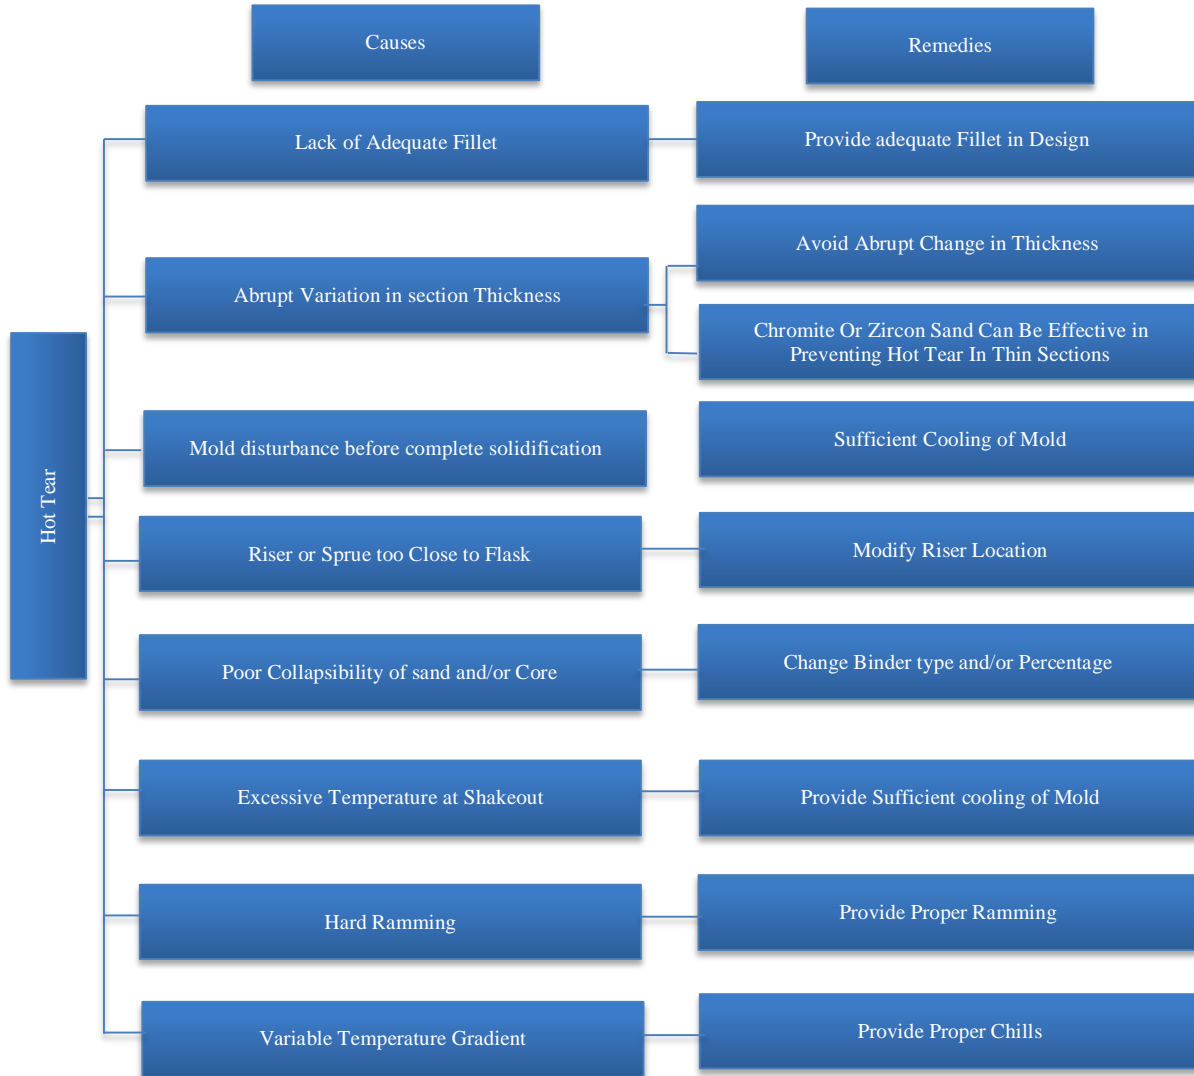 Causes
Remedies
Lack of Adequate Fillet
Provide adequate Fillet in Design
Abrupt Variation in section Thickness
Avoid Abrupt Change in Thickness
Chromite Or Zircon Sand Can Be Effective in
Preventing Hot Tear In Thin Sections
Hot Tear
Mold disturbance before complete solidification
Sufficient Cooling of Mold
Riser or Sprue too Close to Flask
Modify Riser Location
Poor Collapsibility of sand and/or Core
Change Binder type and/or Percentage
Excessive Temperature at Shakeout
Provide Sufficient cooling of Mold
Hard Ramming
Provide Proper Ramming
Variable Temperature Gradient
Provide Proper Chills